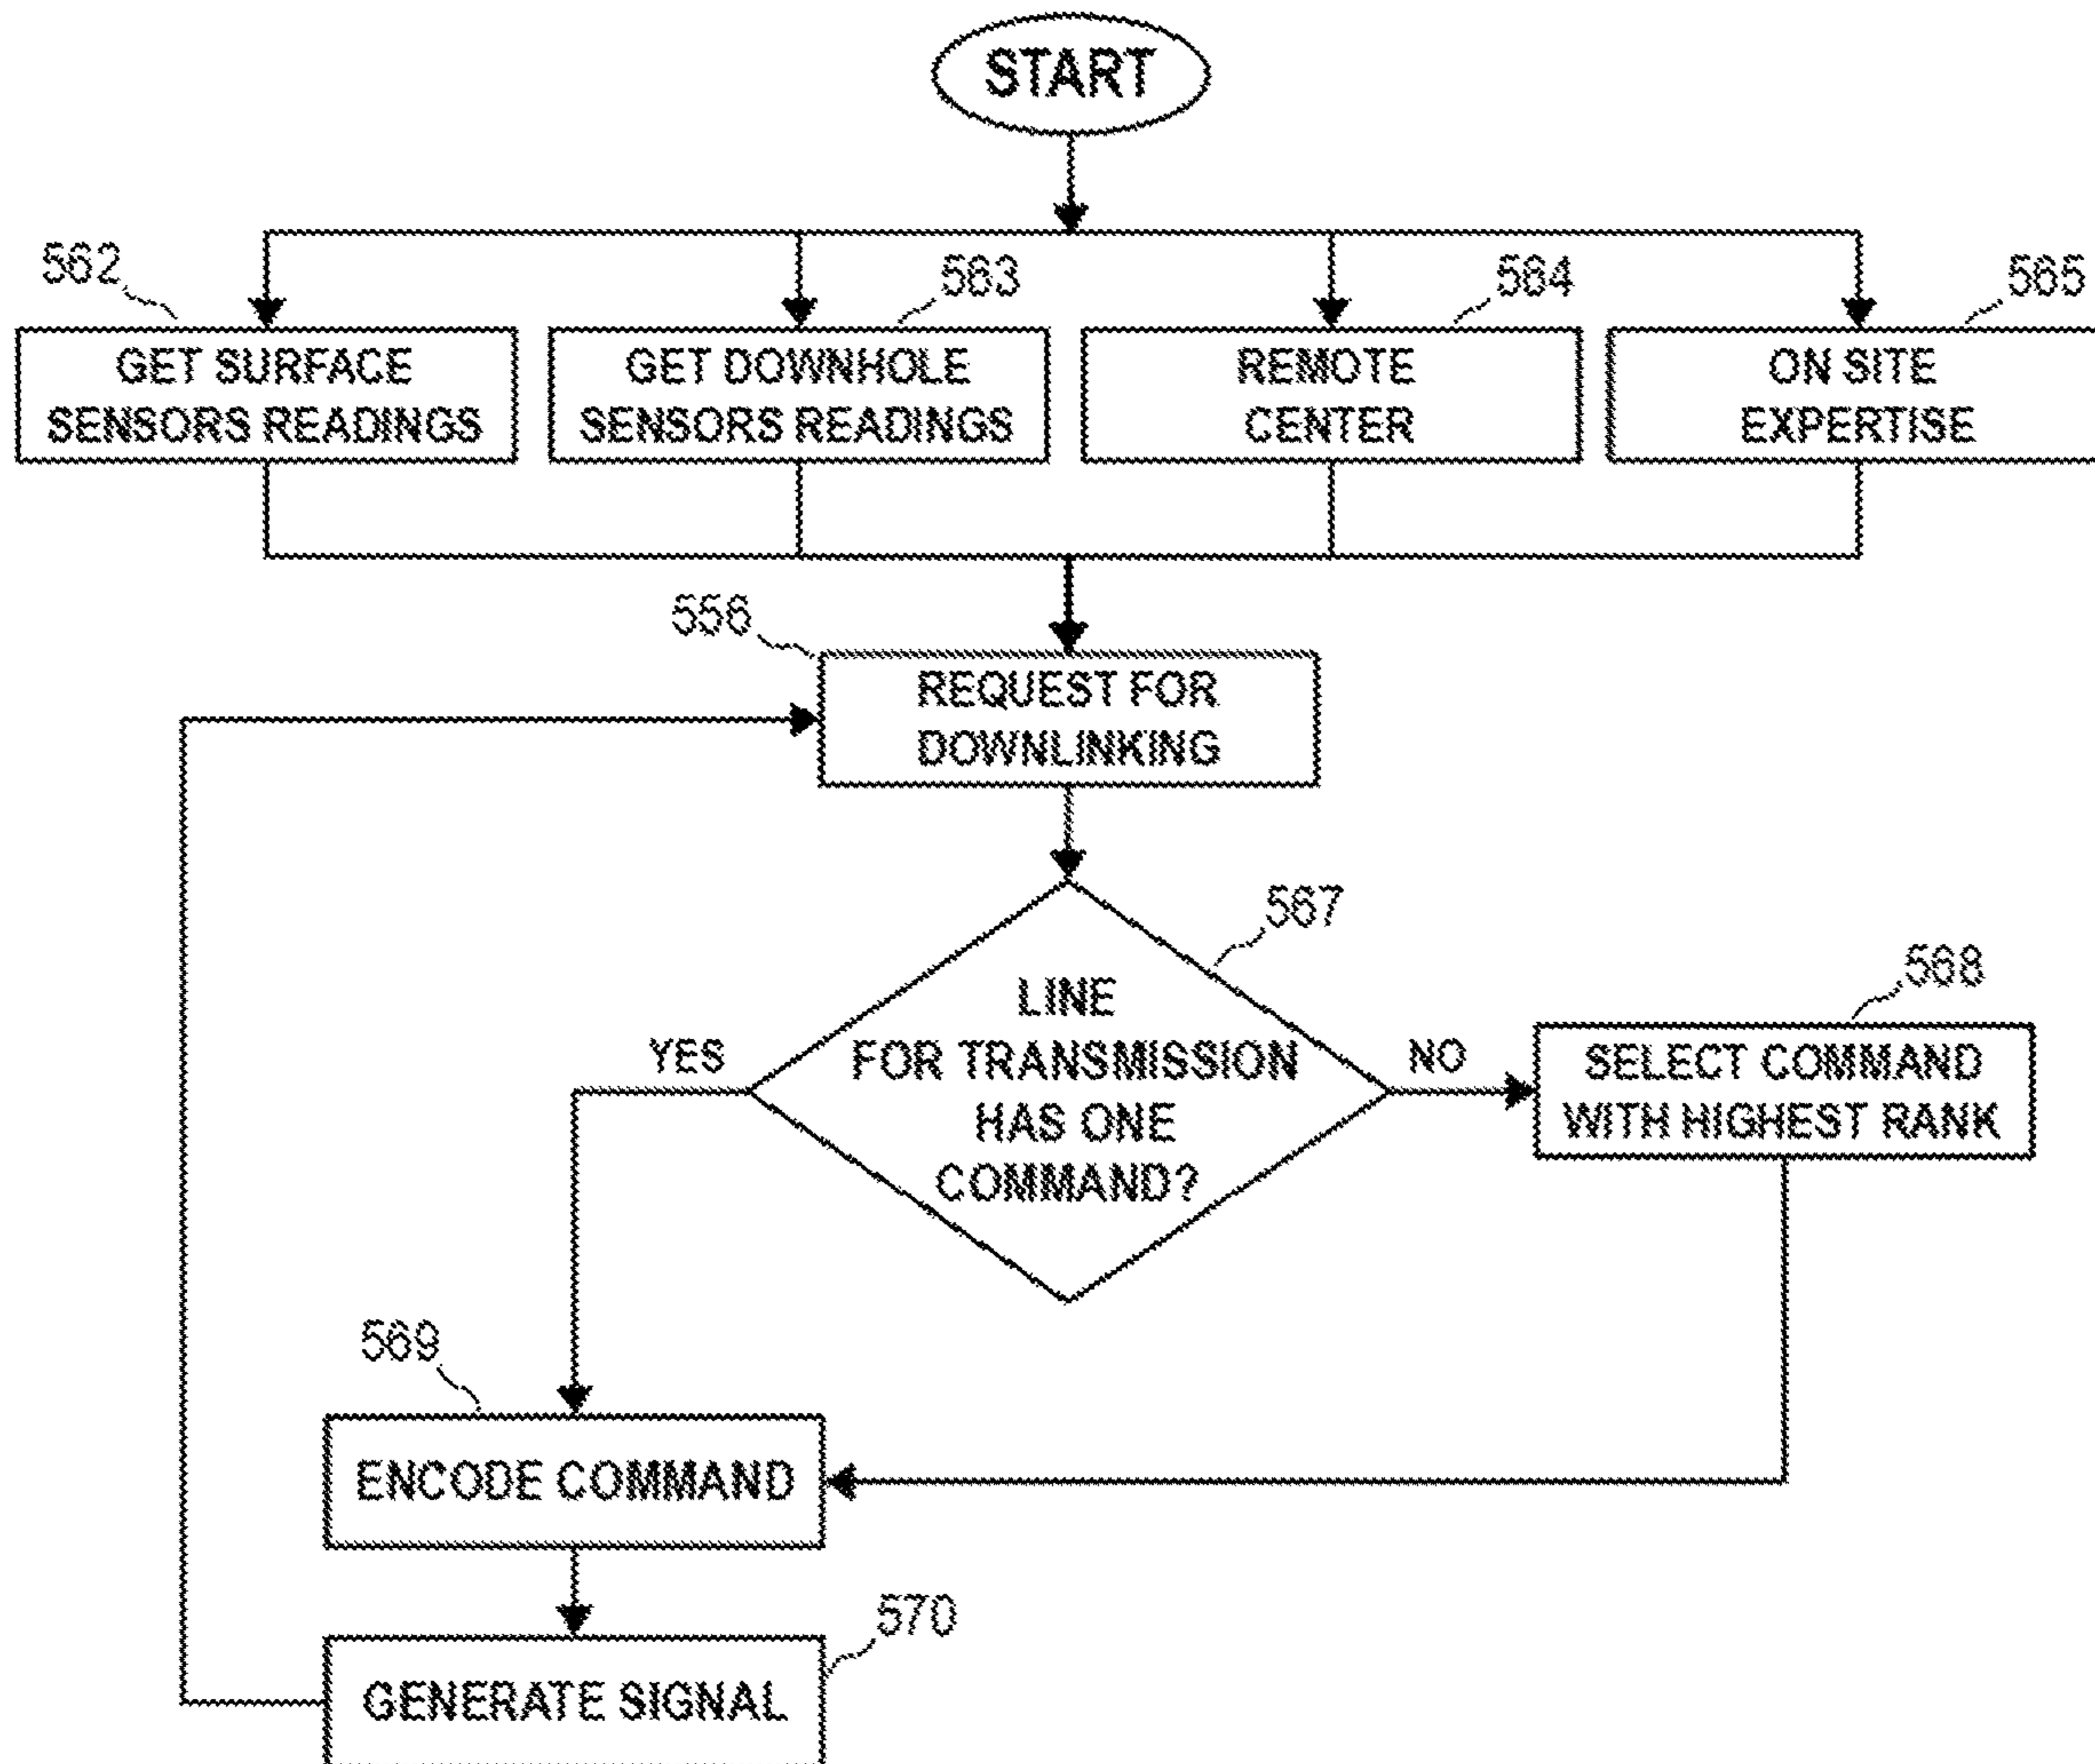 START
562
563
564
565
GET SURFACE
SENSORS READINGS
GET DOWNHOLE
SENSORS READINGS
REMOTE
CENTER
ON SITE
EXPERTISE
556
REQUEST FOR
DOWNLINKING
567
LINE
FOR TRANSMISSION
HAS ONE
COMMAND?
YES
NO
568
SELECT COMMAND
WITH HIGHEST RANK
569
ENCODE COMMAND
570
GENERATE SIGNAL